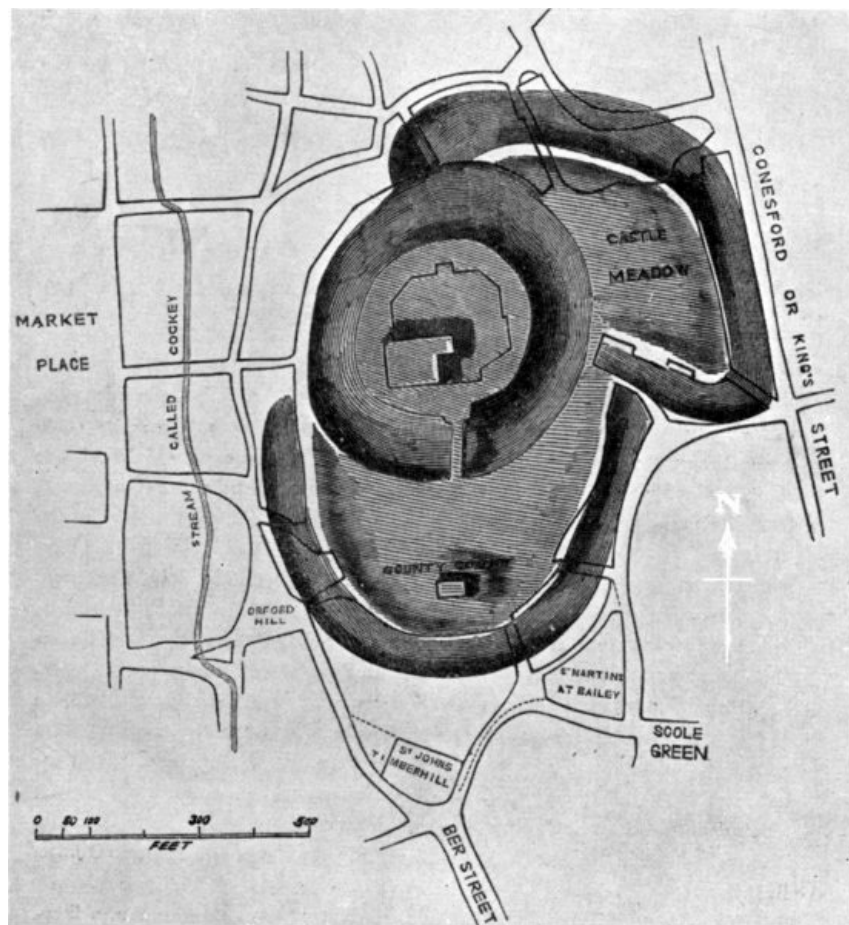 CONESFORD OR KING'S
STREET
CASTLE
MEADOW
MARKET
PLACE
STREAM CALLED COCKEY
COUNTY COURT
ORFORD
HILL
N
ST MARTINS
AT BAILEY
SCOLE
GREEN
ST JOHNS
TIMBERHILL
BER STREET
0 50 100 300 500
FEET